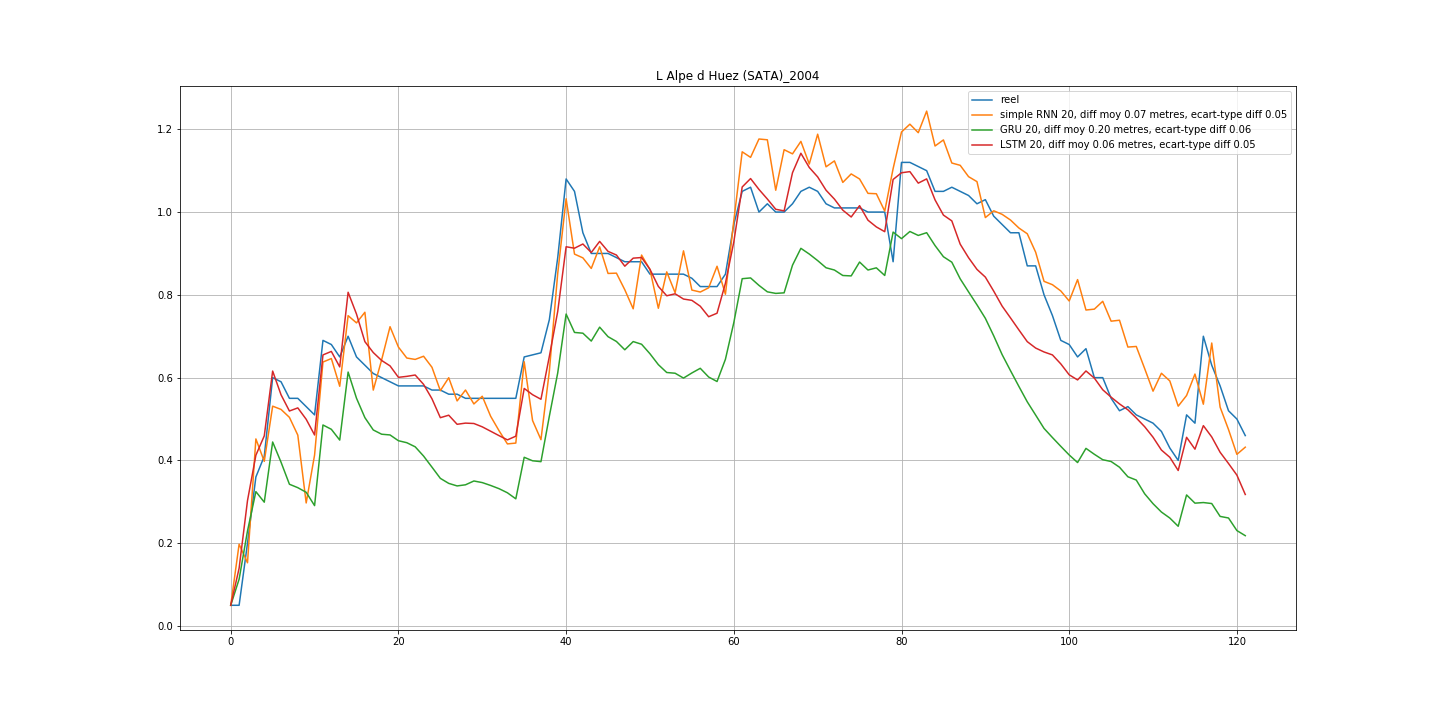 L Alpe d Huez (SATA)_2004
reel
simple RNN 20, diff moy 0.07 metres, ecart-type diff 0.05
GRU 20, diff moy 0.20 metres, ecart-type diff 0.06
LSTM 20, diff moy 0.06 metres, ecart-type diff 0.05
1.2
1.0
0.8
0.6
0.4
0.2
0.0
0 20 40 60 80 100 120